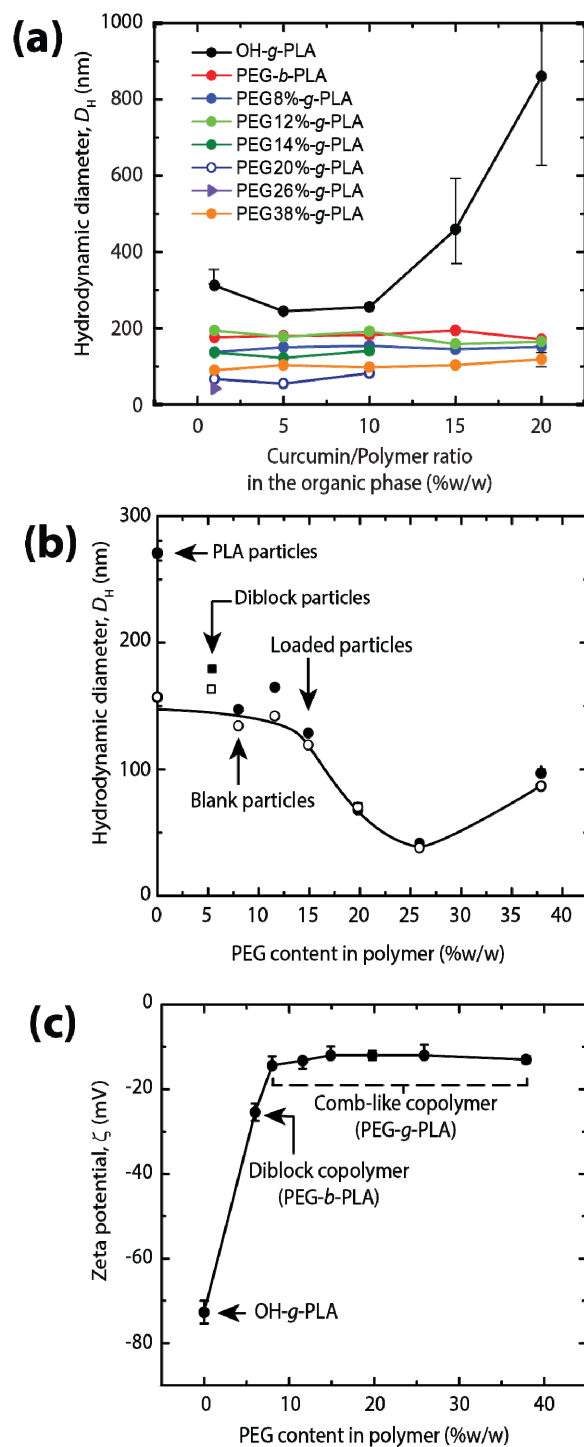 (a)
1000
800
600
400
200
0
Hydrodynamic diameter, D_H (nm)
OH-g-PLA
PEG-b-PLA
PEG8%-g-PLA
PEG12%-g-PLA
PEG14%-g-PLA
PEG20%-g-PLA
PEG26%-g-PLA
PEG38%-g-PLA
0 5 10 15 20
Curcumin/Polymer ratio
in the organic phase (%w/w)
(b)
300
200
100
0
Hydrodynamic diameter, D_H (nm)
PLA particles
Diblock particles
Loaded particles
Blank particles
0 5 10 15 20 25 30 35 40
PEG content in polymer (%w/w)
(c)
0
-20
-40
-60
-80
Zeta potential, ζ (mV)
Comb-like copolymer
(PEG-g-PLA)
Diblock copolymer
(PEG-b-PLA)
OH-g-PLA
0 10 20 30 40
PEG content in polymer (%w/w)